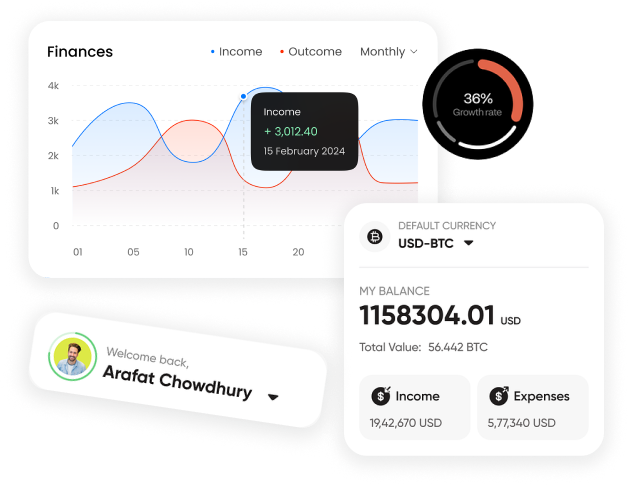 Finances
Income
Outcome
Monthly
4k
3k
2k
1k
0
01
05
10
15
20
Income
+ 3,012.40
15 February 2024
36%
Growth rate
DEFAULT CURRENCY
USD-BTC
MY BALANCE
1158304.01 USD
Total Value: 56.442 BTC
Income
19,42,670 USD
Expenses
5,77,340 USD
Welcome back,
Arafat Chowdhury